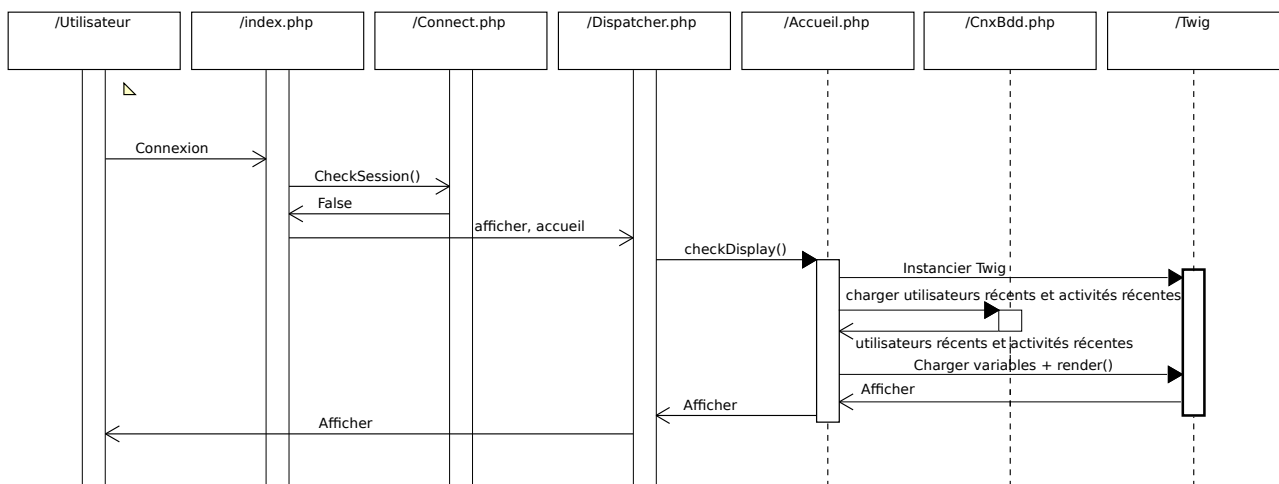 /Utilisateur
/index.php
/Connect.php
/Dispatcher.php
/Accueil.php
/CnxBdd.php
/Twig
Connexion
CheckSession()
False
afficher, accueil
checkDisplay()
Instancier Twig
charger utilisateurs récents et activités récentes
utilisateurs récents et activités récentes
Charger variables + render()
Afficher
Afficher
Afficher